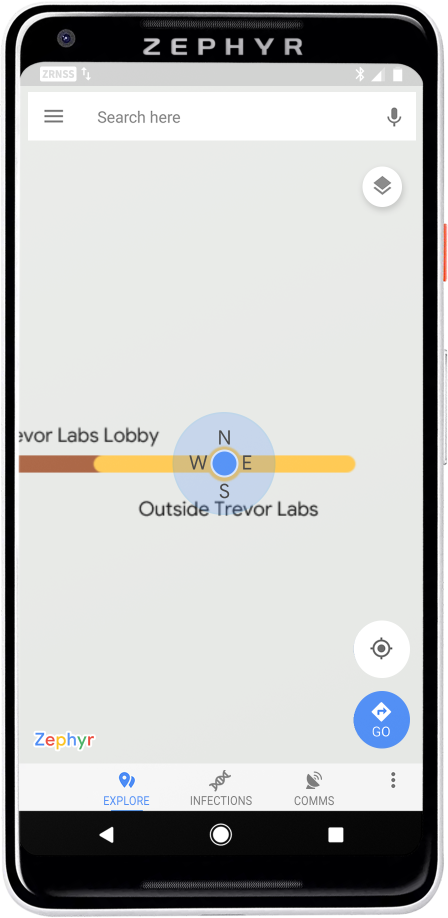 ZEPHYR
ZRNSS
Search here
evor Labs Lobby
N
W E
S
Outside Trevor Labs
GO
Zephyr
EXPLORE INFECTIONS COMMS